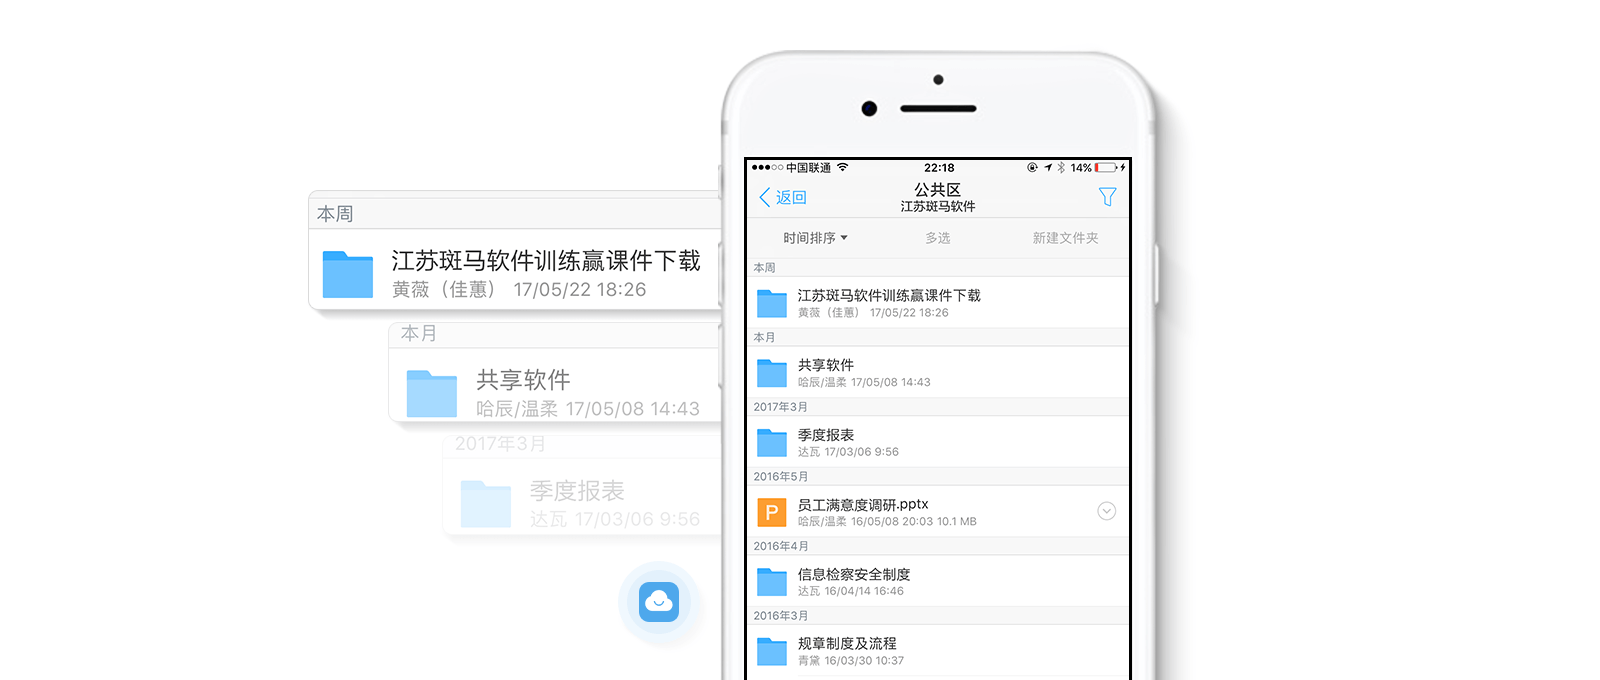 本周
江苏斑马软件训练赢课件下载
黄薇（佳蕙） 17/05/22 18:26
本月
共享软件
哈辰/温柔 17/05/08 14:43
2017年3月
季度报表
达瓦 17/03/06 9:56
中国联通 22:18 14%
返回 公共区
江苏斑马软件
时间排序 多选 新建文件夹
本周
江苏斑马软件训练赢课件下载
黄薇（佳蕙） 17/05/22 18:26
本月
共享软件
哈辰/温柔 17/05/08 14:43
2017年3月
季度报表
达瓦 17/03/06 9:56
2016年5月
P 员工满意度调研.pptx
哈辰/温柔 16/05/08 20:03 10.1 MB
2016年4月
信息检察安全制度
达瓦 16/04/14 16:46
2016年3月
规章制度及流程
青黛 16/03/30 10:37